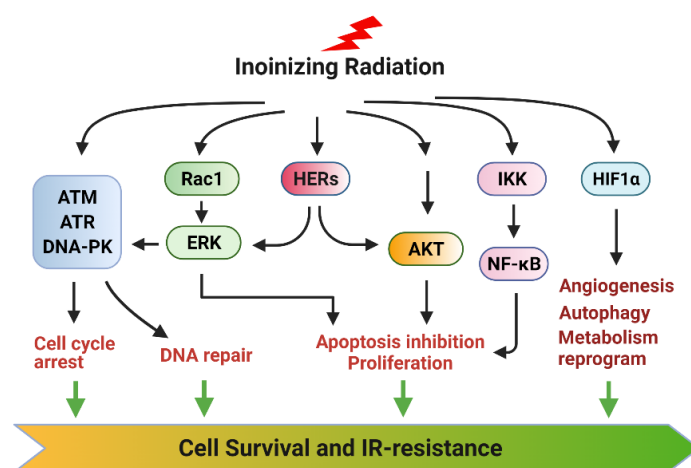 Inoinizing Radiation
ATM
ATR
DNA-PK
Rac1
ERK
HERs
AKT
IKK
NF-κB
HIF1α
Cell cycle
arrest
DNA repair
Apoptosis inhibition
Proliferation
Angiogenesis
Autophagy
Metabolism
reprogram
Cell Survival and IR-resistance